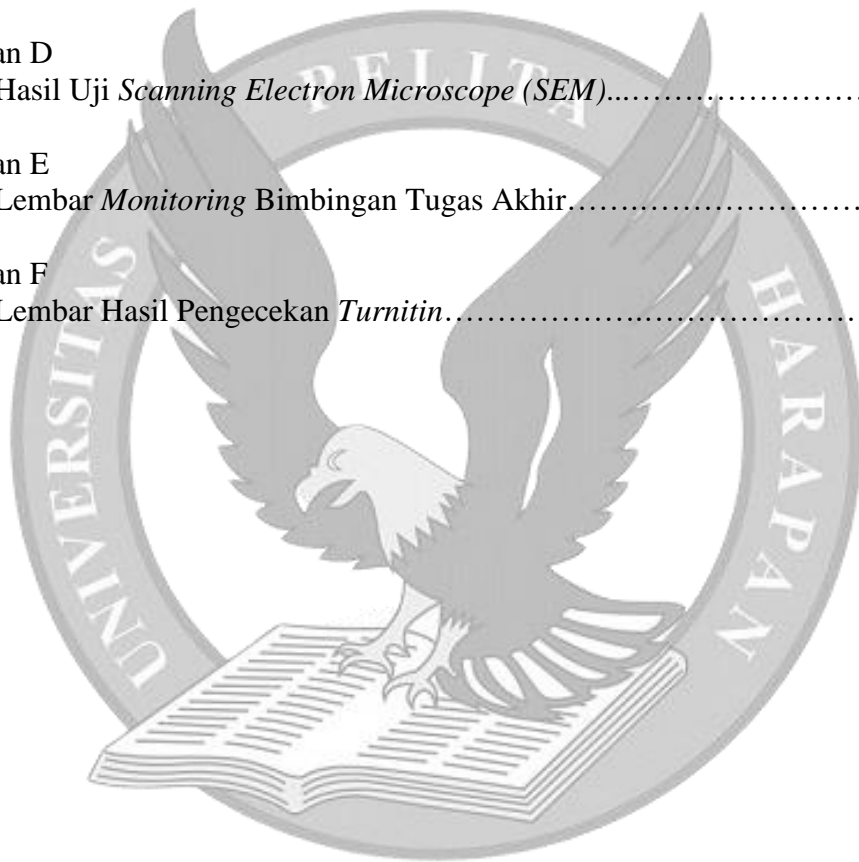 an D
Hasil Uji Scanning Electron Microscope (SEM)...…………………
an E
Lembar Monitoring Bimbingan Tugas Akhir……..…………………
an F
Lembar Hasil Pengecekan Turnitin……………….…………………
UNIVERSITAS PELITA HARAPAN